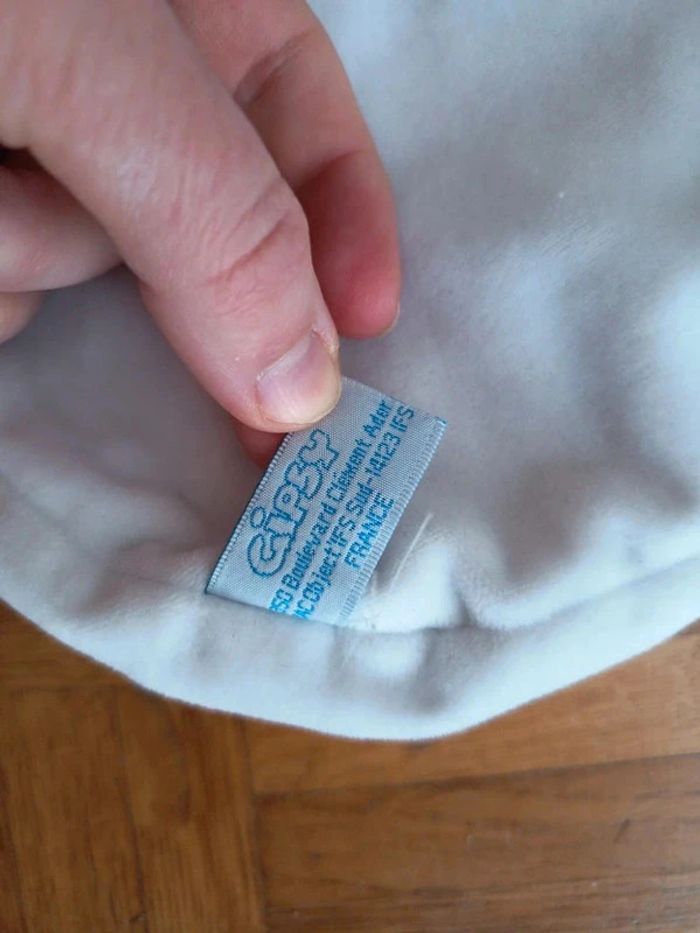 GIPSY
Boulevard Clément Ader
Object'IFS Sud-14123 IFS
FRANCE